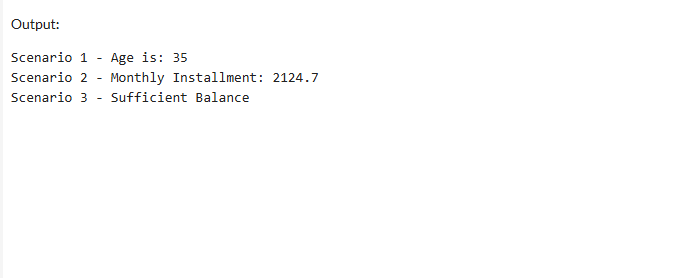 Output:
Scenario 1 - Age is: 35
Scenario 2 - Monthly Installment: 2124.7
Scenario 3 - Sufficient Balance